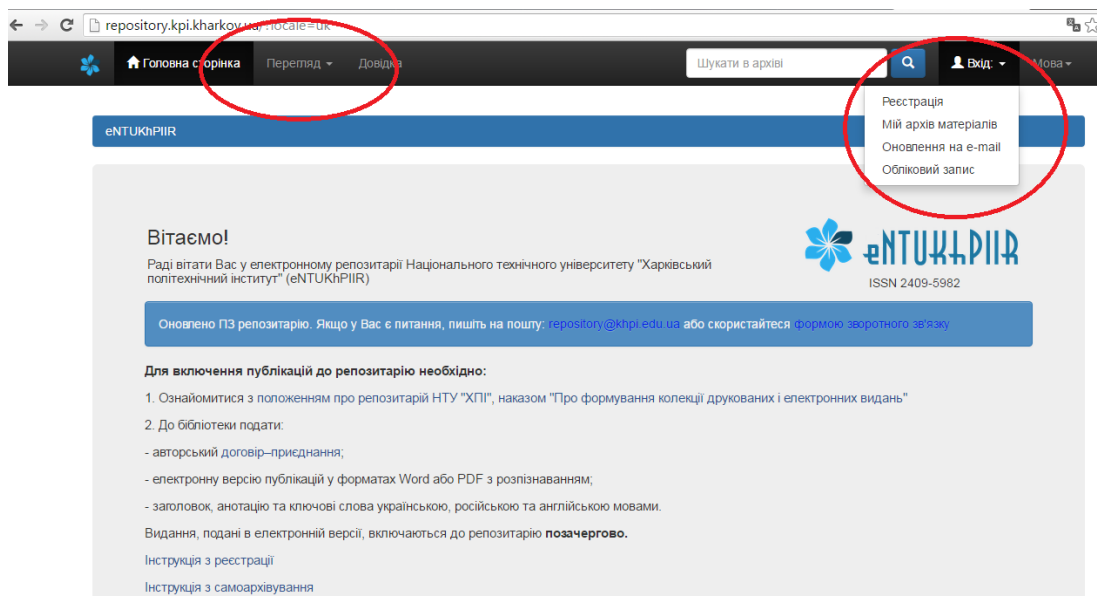 repository.kpi.kharkov.ua/?locale=uk
Головна сторінка Перегляд Довідка Шукати в архіві Вхід: Мова
Реєстрація
Мій архів матеріалів
Оновлення на e-mail
Обліковий запис
eNTUKhPIIR
Вітаємо!
Раді вітати Вас у електронному репозитарії Національного технічного університету "Харківський
політехнічний інститут" (eNTUKhPIIR)
eNTUKhPIIR
ISSN 2409-5982
Оновлено ПЗ репозитарію. Якщо у Вас є питання, пишіть на пошту: repository@khpi.edu.ua або скористайтеся формою зворотного зв'язку
Для включення публікацій до репозитарію необхідно:
1. Ознайомитися з положенням про репозитарій НТУ "ХПІ", наказом "Про формування колекції друкованих і електронних видань"
2. До бібліотеки подати:
- авторський договір–приєднання;
- електронну версію публікацій у форматах Word або PDF з розпізнаванням;
- заголовок, анотацію та ключові слова українською, російською та англійською мовами.
Видання, подані в електронній версії, включаються до репозитарію позачергово.
Інструкція з реєстрації
Інструкція з самоархівування